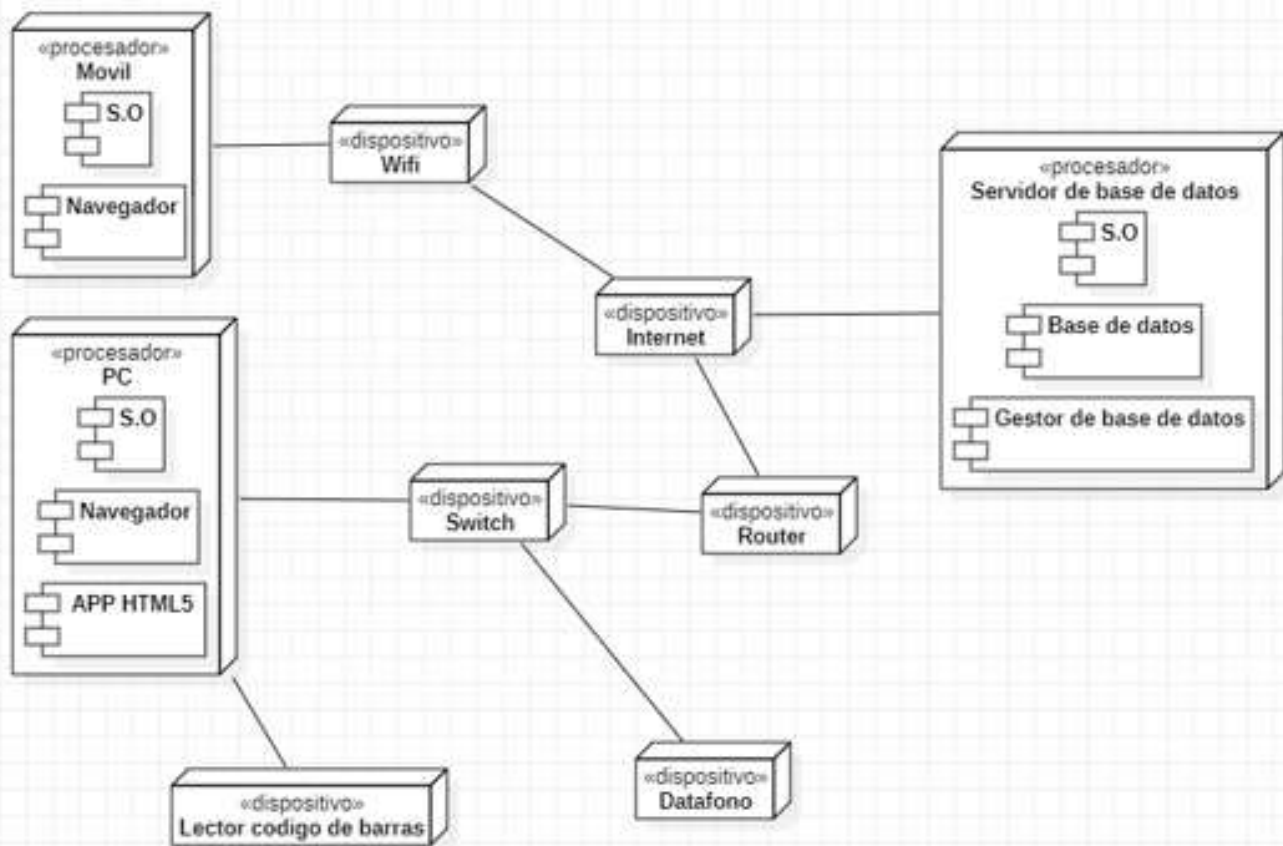 «procesador»
Movil
S.O
Navegador
«dispositivo»
Wifi
«procesador»
Servidor de base de datos
S.O
Base de datos
Gestor de base de datos
«dispositivo»
Internet
«procesador»
PC
S.O
Navegador
APP HTML5
«dispositivo»
Switch
«dispositivo»
Router
«dispositivo»
Datafono
«dispositivo»
Lector codigo de barras